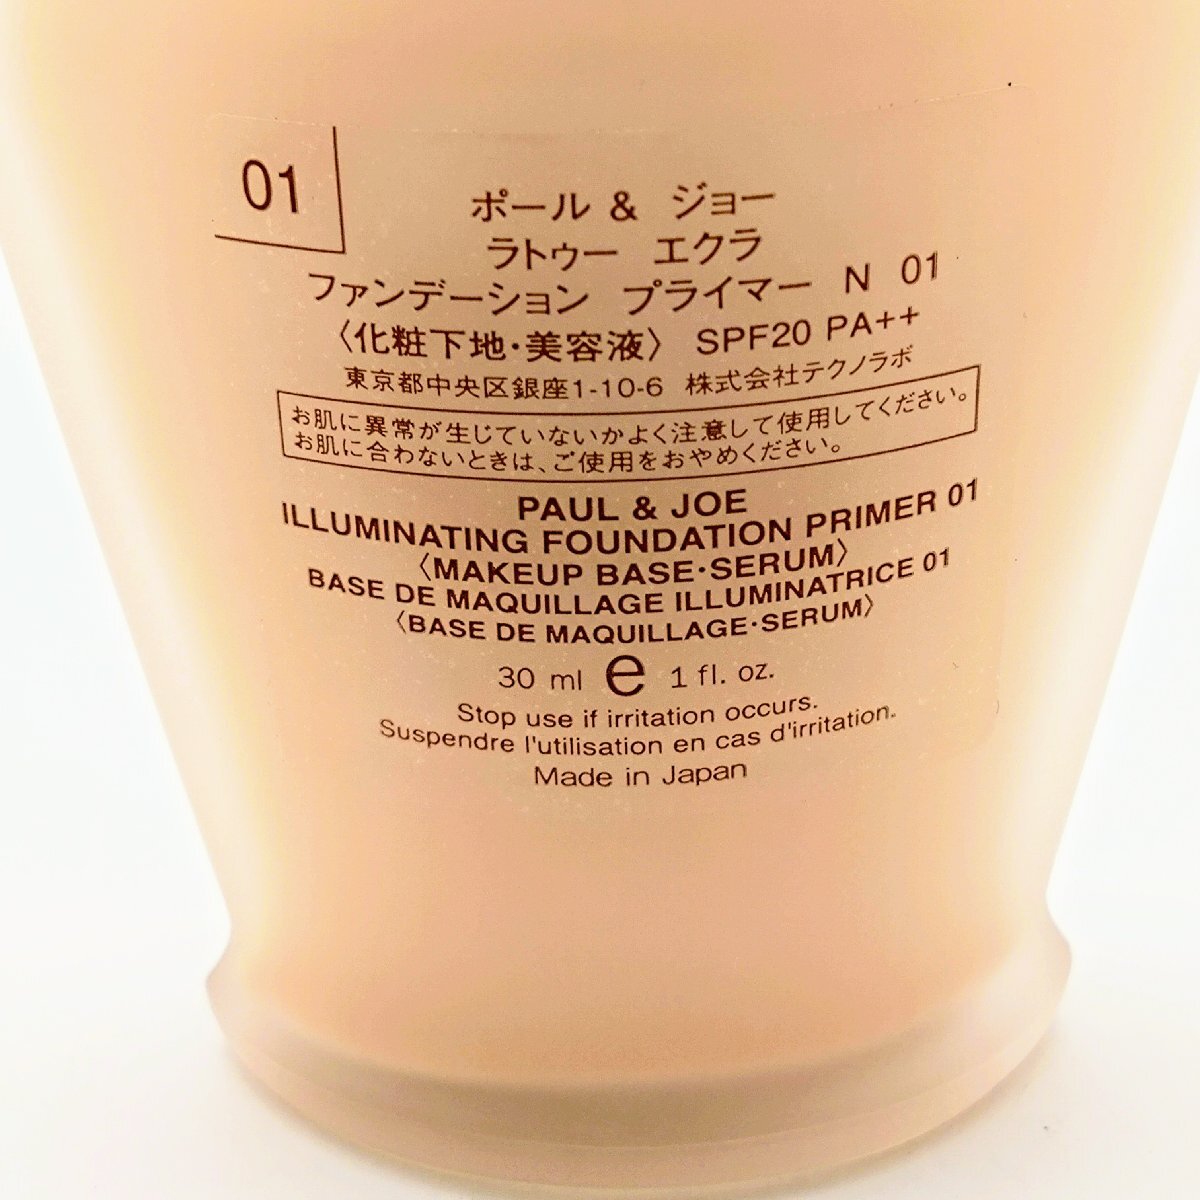 01
ポール & ジョー
ラトゥー エクラ
ファンデーション プライマー N 01
〈化粧下地・美容液〉 SPF20 PA++
東京都中央区銀座1-10-6 株式会社テクノラボ
お肌に異常が生じていないかよく注意して使用してください。
お肌に合わないときは、ご使用をおやめください。
PAUL & JOE
ILLUMINATING FOUNDATION PRIMER 01
〈MAKEUP BASE・SERUM〉
BASE DE MAQUILLAGE ILLUMINATRICE 01
〈BASE DE MAQUILLAGE・SERUM〉
30 ml e 1 fl. oz.
Stop use if irritation occurs.
Suspendre l'utilisation en cas d'irritation.
Made in Japan